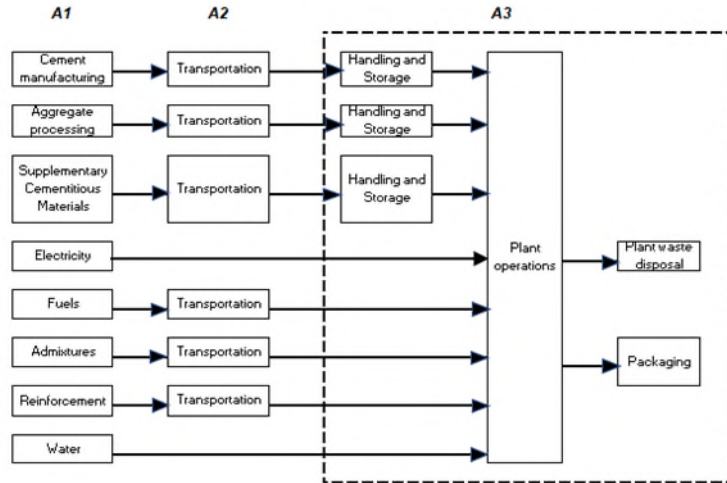 A1
A2
A3
Cement
manufacturing
Transportation
Handling and
Storage
Aggregate
processing
Transportation
Handling and
Storage
Supplementary
Cementitious
Materials
Transportation
Handling and
Storage
Electricity
Plant
operations
Plant waste
disposal
Fuels
Transportation
Admixtures
Transportation
Packaging
Reinforcement
Transportation
Water